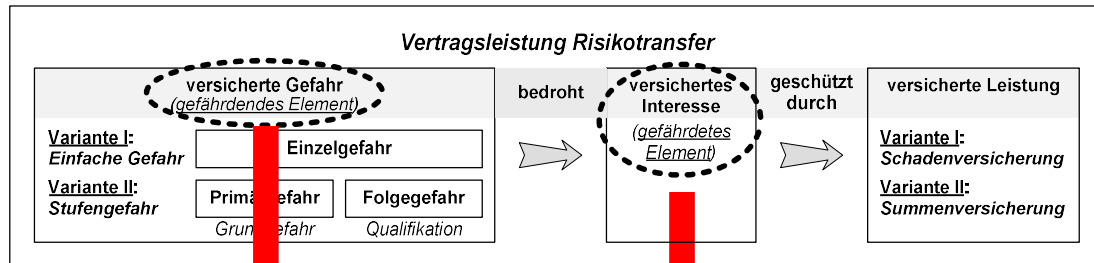 Vertragsleistung Risikotransfer
versicherte Gefahr
(gefährdendes Element)
bedroht
versichertes
Interesse
(gefährdetes
Element)
geschützt
durch
versicherte Leistung
Variante I:
Einfache Gefahr
Einzelgefahr
Variante II:
Stufengefahr
Folgegefahr
Qualifikation
Variante I:
Schadenversicherung
Variante II:
Summenversicherung